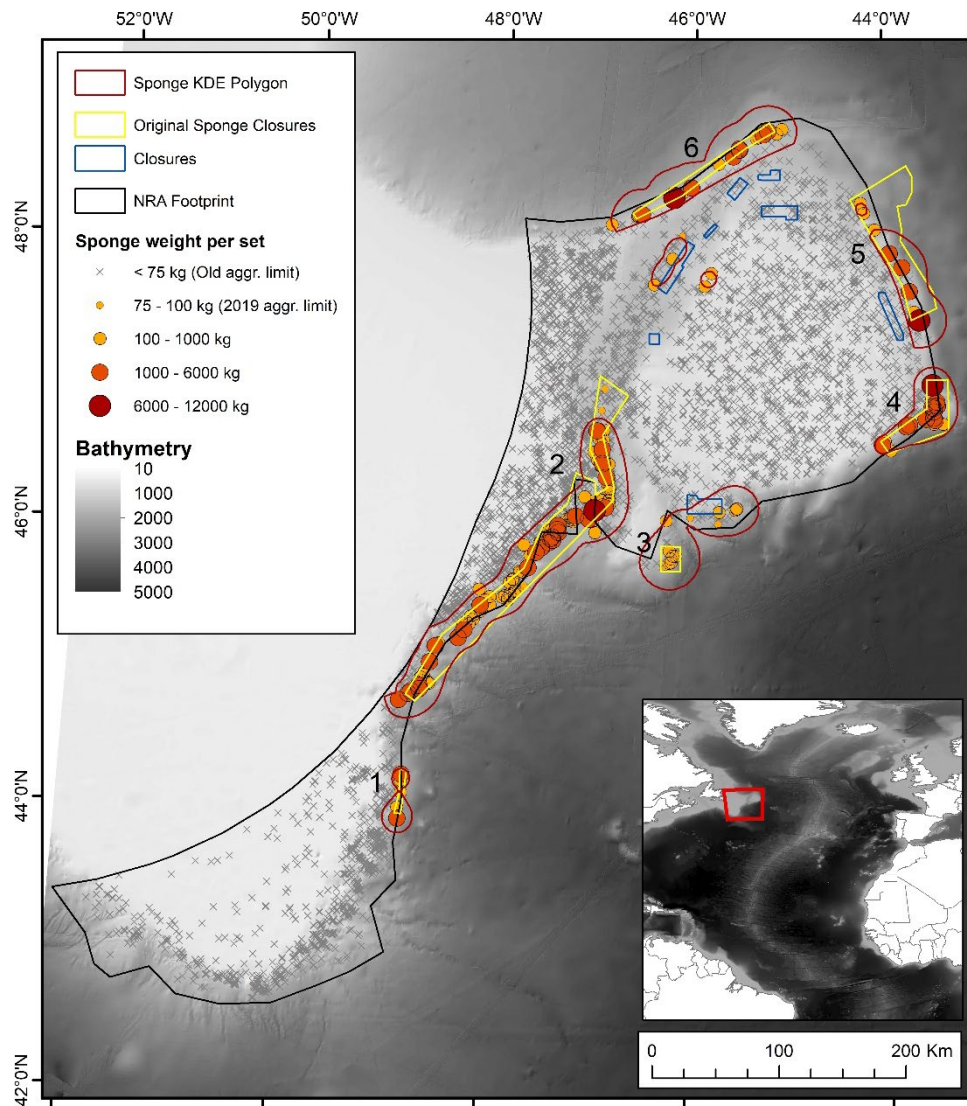 52°0'W 50°0'W 48°0'W 46°0'W 44°0'W
Sponge KDE Polygon
Original Sponge Closures
Closures
NRA Footprint
Sponge weight per set
< 75 kg (Old aggr. limit)
75 - 100 kg (2019 aggr. limit)
100 - 1000 kg
1000 - 6000 kg
6000 - 12000 kg
Bathymetry
10
1000
2000
3000
4000
5000
6
5
4
2
3
1
48°0'N
46°0'N
44°0'N
42°0'N
0 100 200 Km